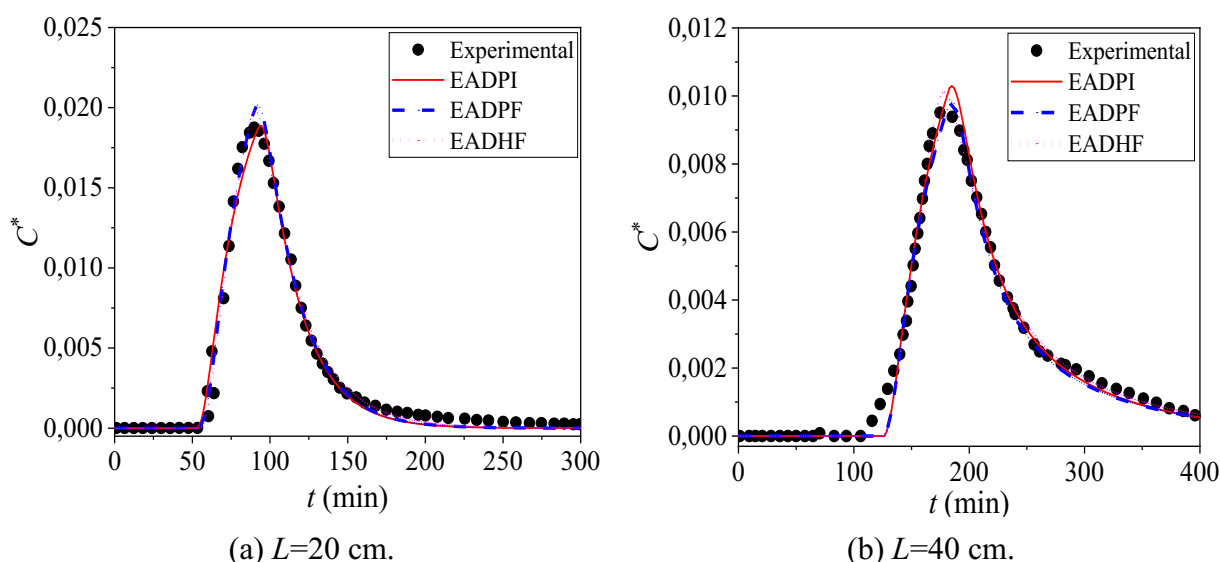 0,025
0,020
0,015
0,010
0,005
0,000
C*
0 50 100 150 200 250 300
t (min)
Experimental
EADPI
EADPF
EADHF
(a) L=20 cm.
0,012
0,010
0,008
0,006
0,004
0,002
0,000
C*
0 100 200 300 400
t (min)
Experimental
EADPI
EADPF
EADHF
(b) L=40 cm.